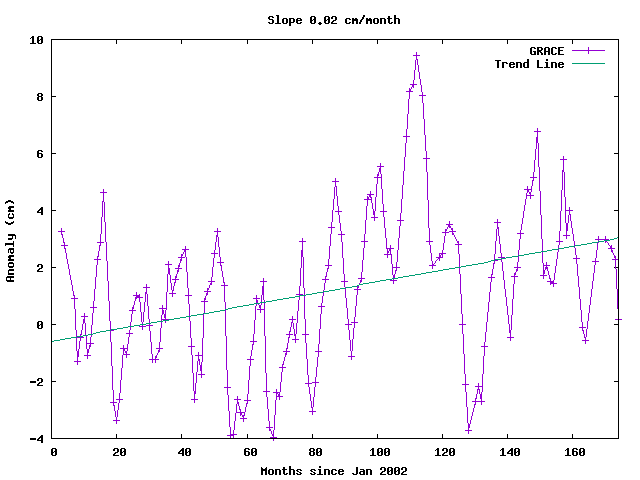 Slope 0.02 cm/month
GRACE
Trend Line
10
8
6
4
2
0
-2
-4
Anomaly (cm)
0 20 40 60 80 100 120 140 160
Months since Jan 2002